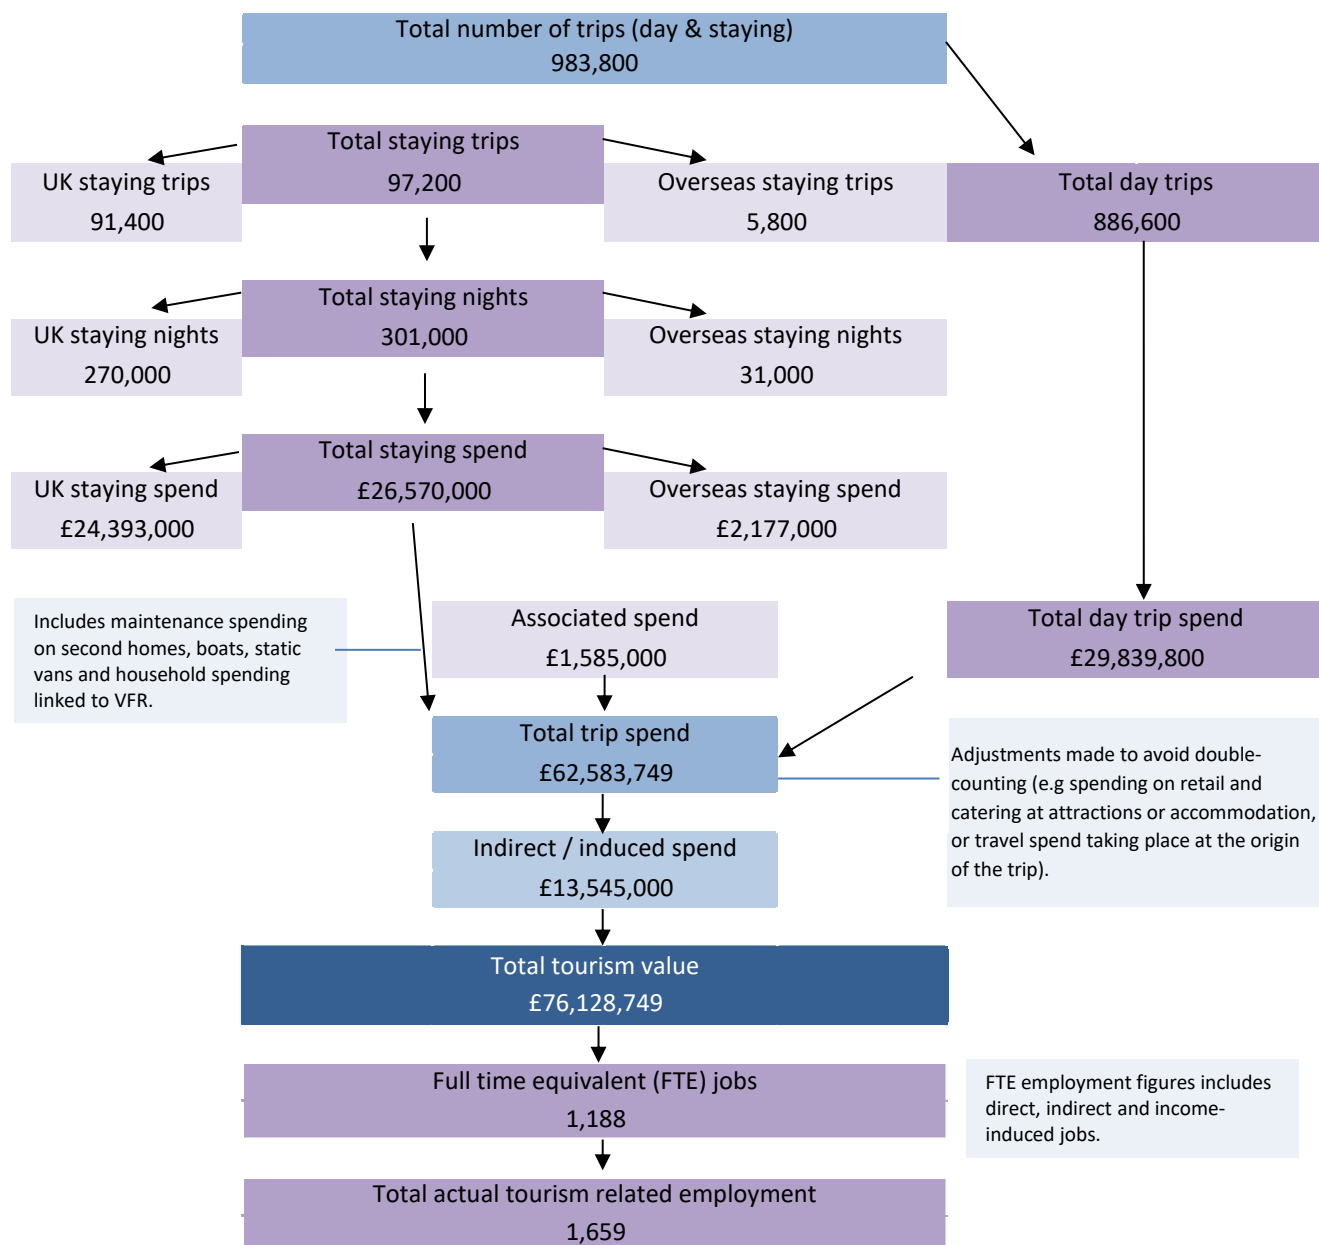 Total number of trips (day & staying)
983,800
Total staying trips
97,200
UK staying trips
91,400
Overseas staying trips
5,800
Total day trips
886,600
Total staying nights
301,000
UK staying nights
270,000
Overseas staying nights
31,000
Total staying spend
£26,570,000
UK staying spend
£24,393,000
Overseas staying spend
£2,177,000
Includes maintenance spending
on second homes, boats, static
vans and household spending
linked to VFR.
Associated spend
£1,585,000
Total day trip spend
£29,839,800
Total trip spend
£62,583,749
Adjustments made to avoid double-
counting (e.g spending on retail and
catering at attractions or accommodation,
or travel spend taking place at the origin
of the trip).
Indirect / induced spend
£13,545,000
Total tourism value
£76,128,749
Full time equivalent (FTE) jobs
1,188
FTE employment figures includes
direct, indirect and income-
induced jobs.
Total actual tourism related employment
1,659